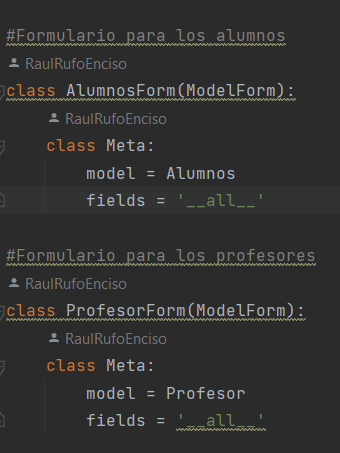 #Formulario para los alumnos
RaulRufoEnciso
class AlumnosForm(ModelForm):
RaulRufoEnciso
class Meta:
model = Alumnos
fields = '__all__'
#Formulario para los profesores
RaulRufoEnciso
class ProfesorForm(ModelForm):
RaulRufoEnciso
class Meta:
model = Profesor
fields = '__all__'